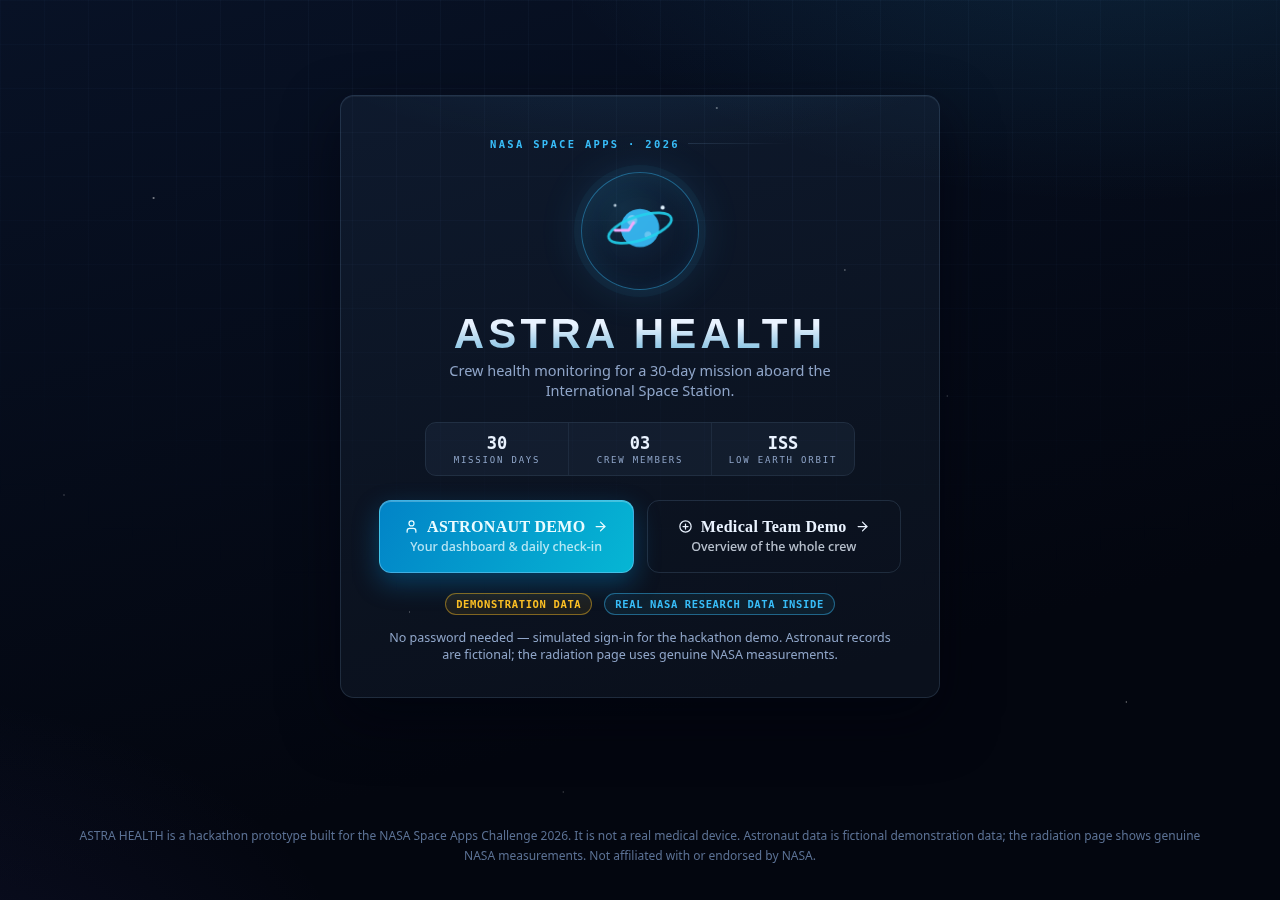 NASA SPACE APPS · 2026
ASTRA HEALTH
Crew health monitoring for a 30-day mission aboard the
International Space Station.
30
MISSION DAYS
03
CREW MEMBERS
ISS
LOW EARTH ORBIT
ASTRONAUT DEMO →
Your dashboard & daily check-in
Medical Team Demo →
Overview of the whole crew
DEMONSTRATION DATA
REAL NASA RESEARCH DATA INSIDE
No password needed — simulated sign-in for the hackathon demo. Astronaut records
are fictional; the radiation page uses genuine NASA measurements.
ASTRA HEALTH is a hackathon prototype built for the NASA Space Apps Challenge 2026. It is not a real medical device. Astronaut data is fictional demonstration data; the radiation page shows genuine
NASA measurements. Not affiliated with or endorsed by NASA.